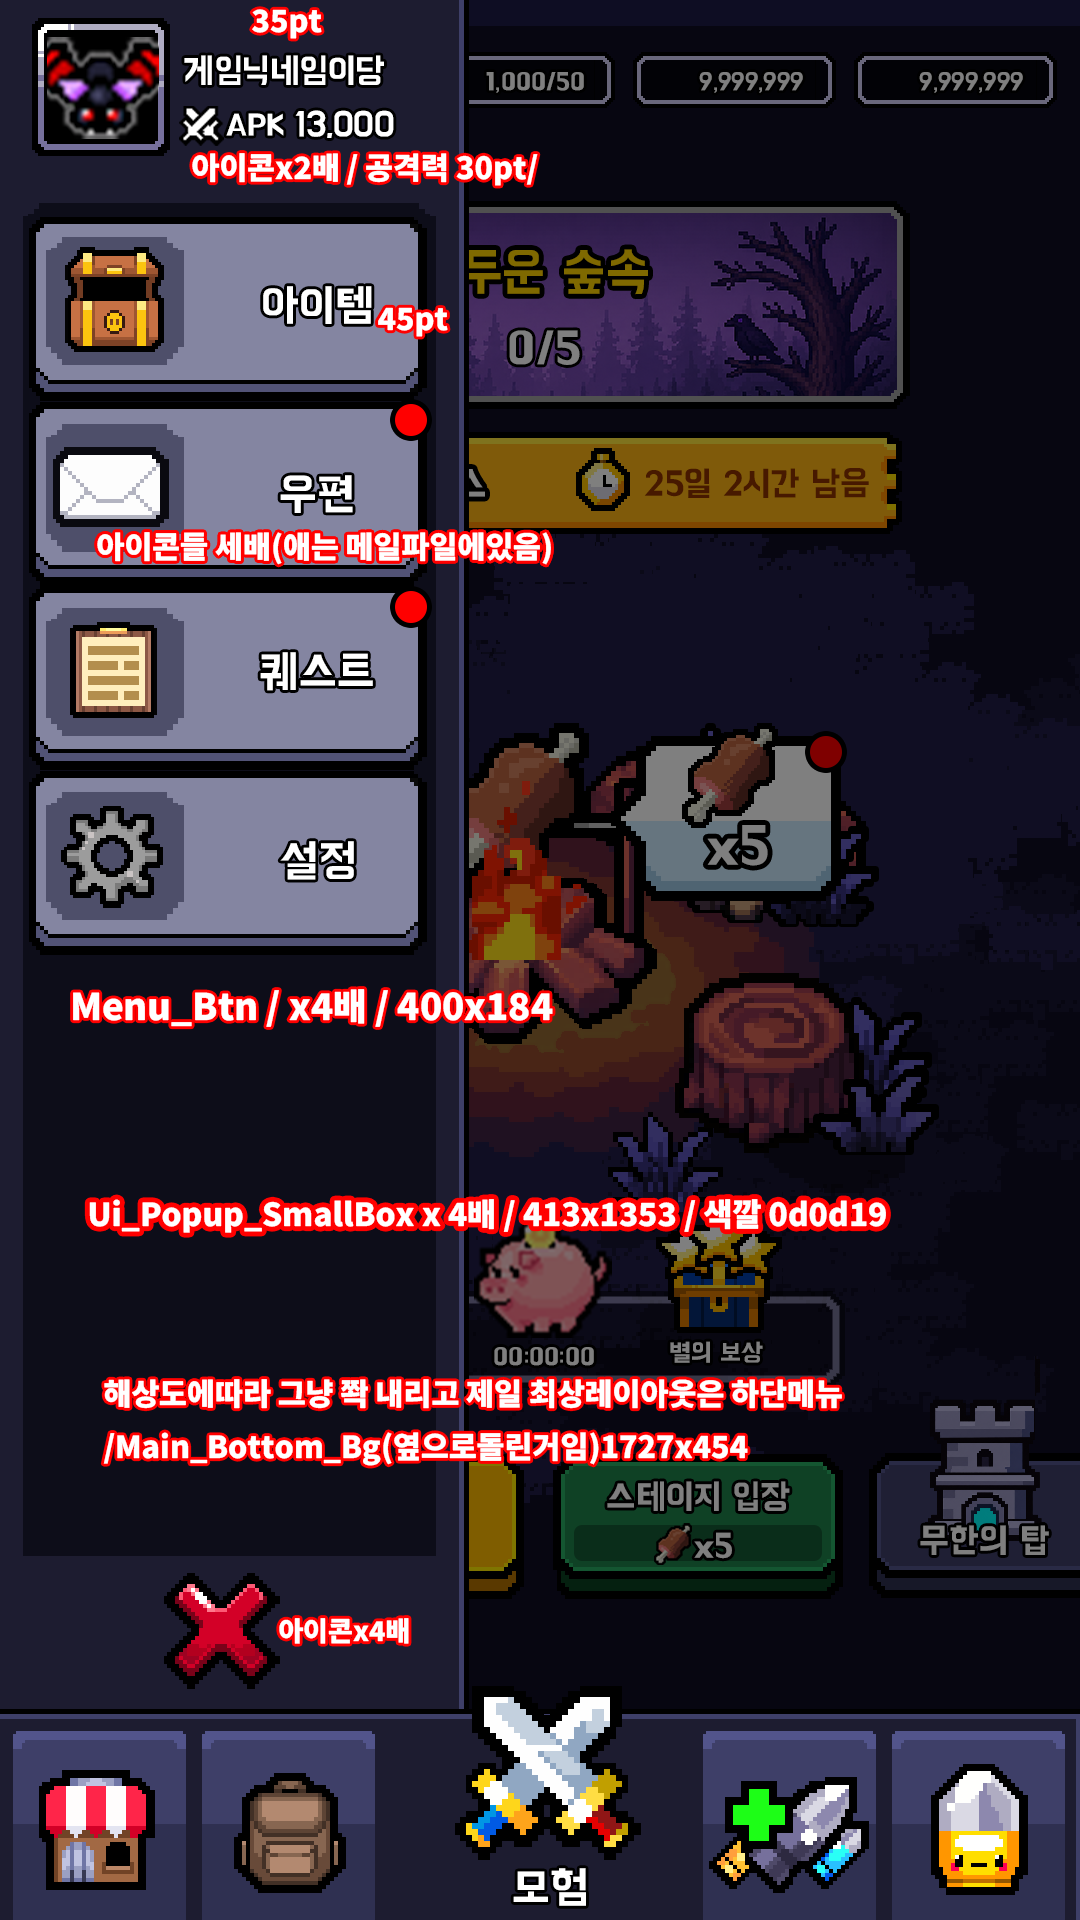 35pt
게임닉네임이당
1,000/50
9,999,999
9,999,999
APK 13,000
아이콘x2배 / 공격력 30pt/
두운 숲속
아이템
45pt
0/5
스
25일 2시간 남음
우편
아이콘들 세배(애는 메일파일에있음)
퀘스트
x5
설정
Menu_Btn / x4배 / 400x184
Ui_Popup_SmallBox x 4배 / 413x1353 / 색깔 0d0d19
00:00:00
별의 보상
해상도에따라 그냥 쫙 내리고 제일 최상레이아웃은 하단메뉴
/Main_Bottom_Bg(옆으로돌린거임)1727x454
스테이지 입장
x5
무한의 탑
아이콘x4배
모험